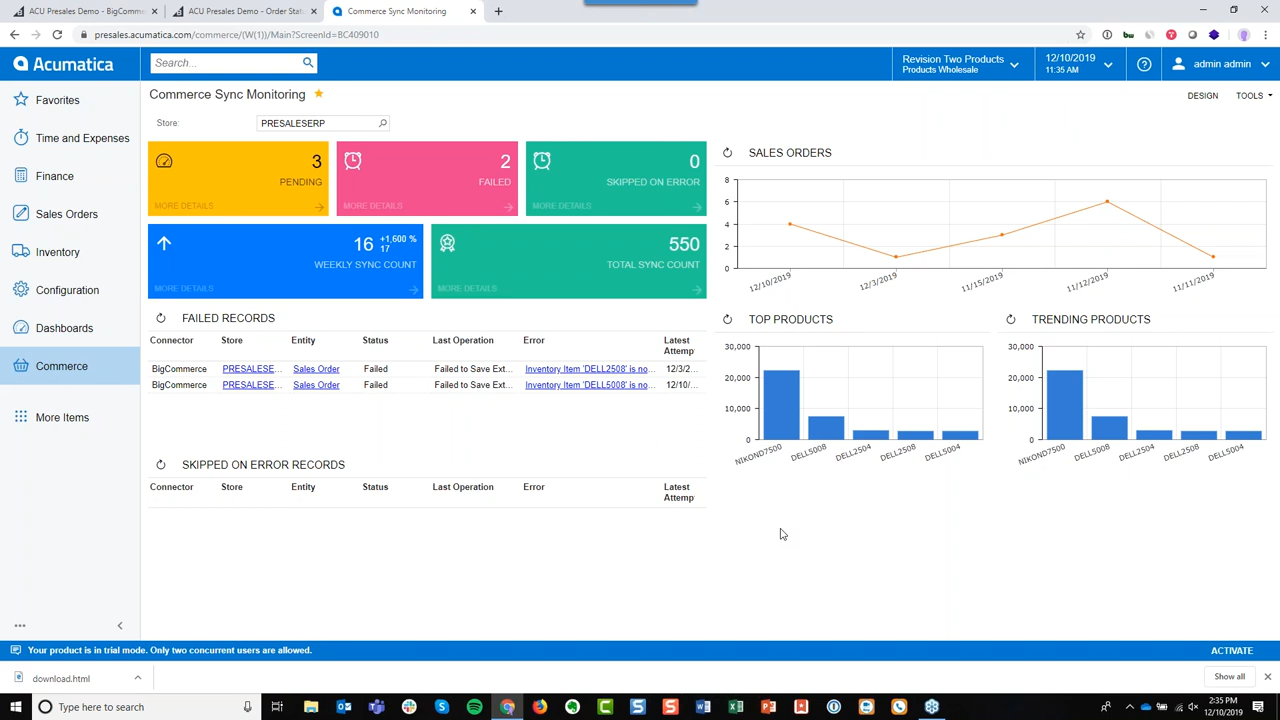 ACU Presales Demo - BigComme
ACU Presales Demo - Order Stat
Commerce Sync Monitoring
presales.acumatica.com/commerce/(W(1))/Main?ScreenId=BC409010
Acumatica
Search...
Revision Two Products
Products Wholesale
12/10/2019
11:35 AM
admin admin
Favorites
Time and Expenses
Finance
Sales Orders
Inventory
Configuration
Dashboards
Commerce
More Items
Commerce Sync Monitoring
DESIGN TOOLS
Store: PRESALESERP
3
PENDING
MORE DETAILS
2
FAILED
MORE DETAILS
0
SKIPPED ON ERROR
MORE DETAILS
16 +1,600 %
17
WEEKLY SYNC COUNT
MORE DETAILS
550
TOTAL SYNC COUNT
MORE DETAILS
FAILED RECORDS
Connector Store Entity Status Last Operation Error Latest
Attemp
BigCommerce PRESALESE... Sales Order Failed Failed to Save Ext... Inventory Item 'DELL2508' is no... 12/3/2...
BigCommerce PRESALESE... Sales Order Failed Failed to Save Ext... Inventory Item 'DELL5008' is no... 12/10/...
SKIPPED ON ERROR RECORDS
Connector Store Entity Status Last Operation Error Latest
Attemp
SALES ORDERS
8
6
4
2
0
12/10/2019 12/3/2019 11/15/2019 11/12/2019 11/11/2019
TOP PRODUCTS
30,000
20,000
10,000
0
NIKOND7500 DELL5008 DELL2504 DELL2508 DELL5004
TRENDING PRODUCTS
30,000
20,000
10,000
0
NIKOND7500 DELL5008 DELL2504 DELL2508 DELL5004
Your product is in trial mode. Only two concurrent users are allowed.
ACTIVATE
download.html
Show all
Type here to search
2:35 PM
12/10/2019